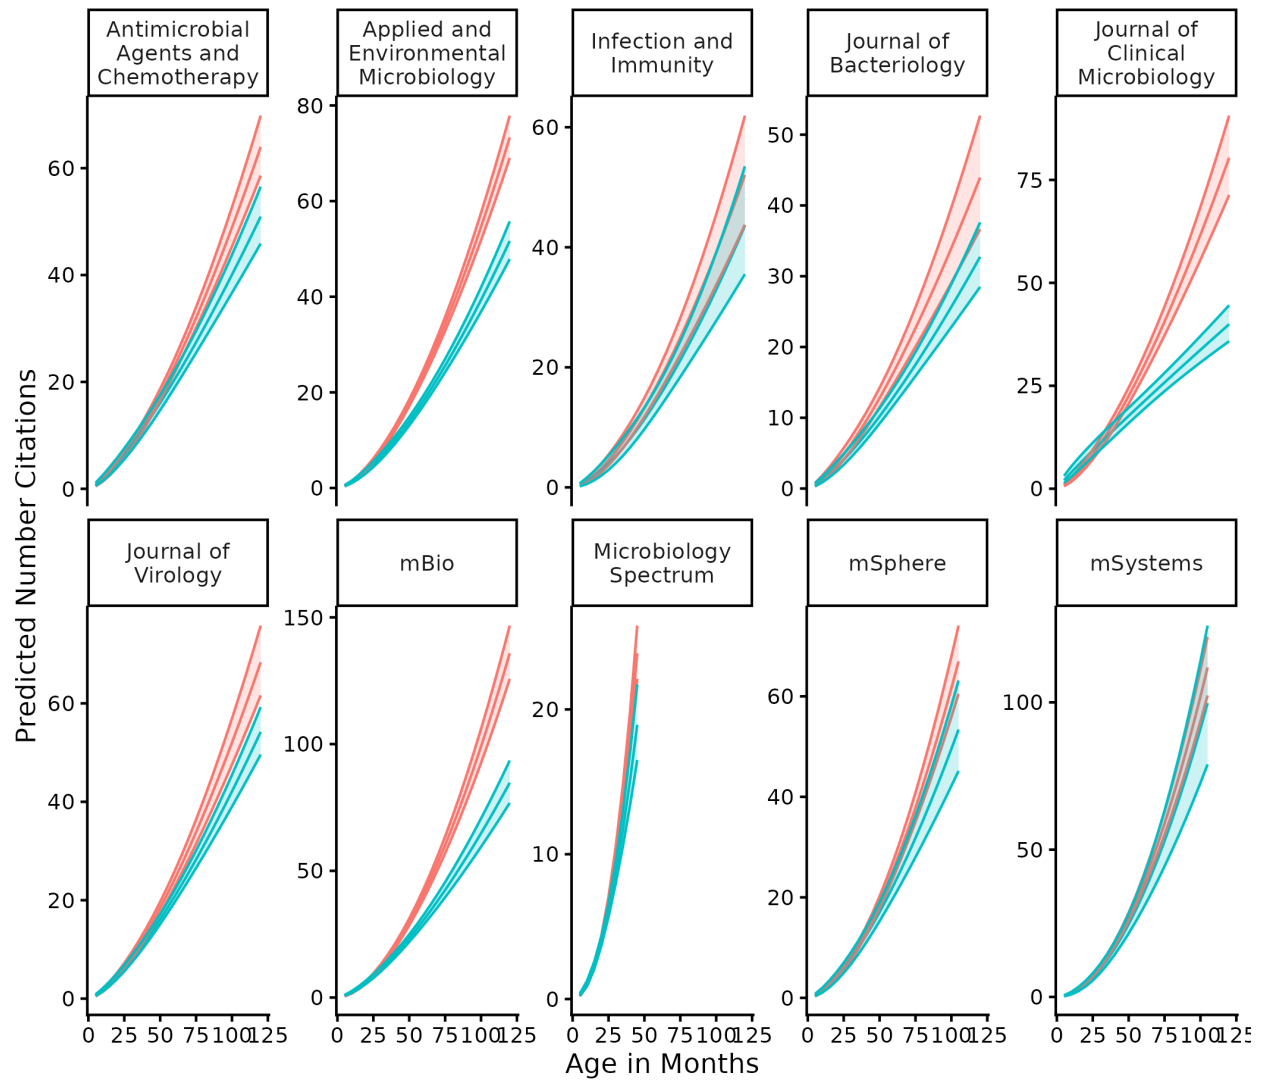 Antimicrobial
Agents and
Chemotherapy
Applied and
Environmental
Microbiology
Infection and
Immunity
Journal of
Bacteriology
Journal of
Clinical
Microbiology
60
40
20
0
80
60
40
20
0
60
40
20
0
50
40
30
20
10
0
75
50
25
0
Predicted Number Citations
Journal of
Virology
mBio
Microbiology
Spectrum
mSphere
mSystems
60
40
20
0
150
100
50
0
20
10
0
60
40
20
0
100
50
0
0 25 50 75 100 125
0 25 50 75 100 125
0 25 50 75 100 125
0 25 50 75 100 125
0 25 50 75 100 125
Age in Months